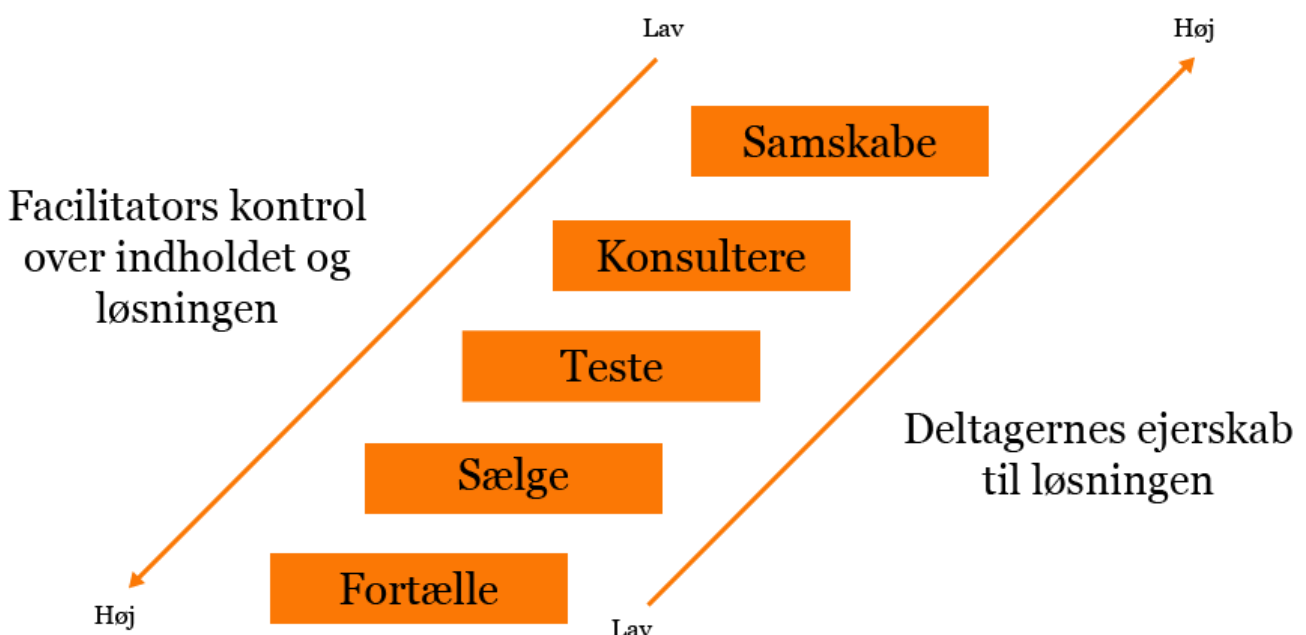 Lav
Høj
Samskabe
Facilitators kontrol
over indholdet og
løsningen
Konsultere
Teste
Deltagernes ejerskab
til løsningen
Sælge
Fortælle
Høj
Lav